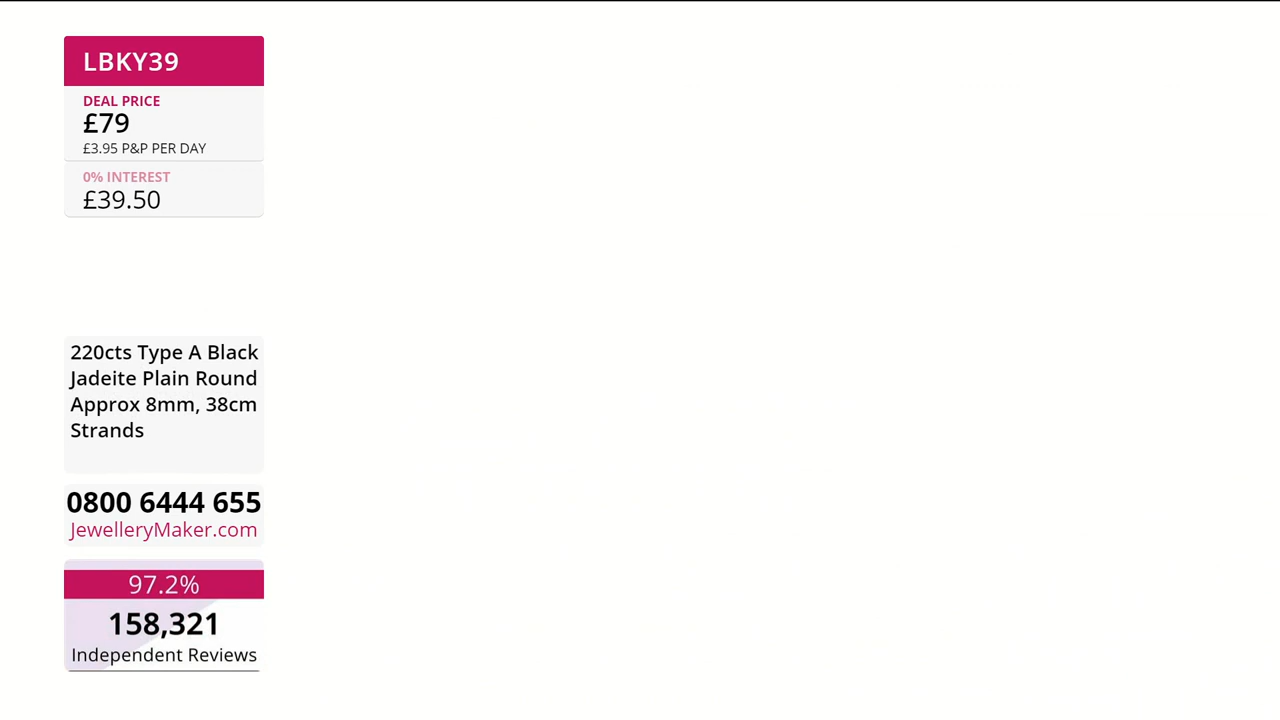 LBKY39
DEAL PRICE
£79
£3.95 P&P PER DAY
0% INTEREST
£39.50
220cts Type A Black
Jadeite Plain Round
Approx 8mm, 38cm
Strands
0800 6444 655
JewelleryMaker.com
97.2%
158,321
Independent Reviews